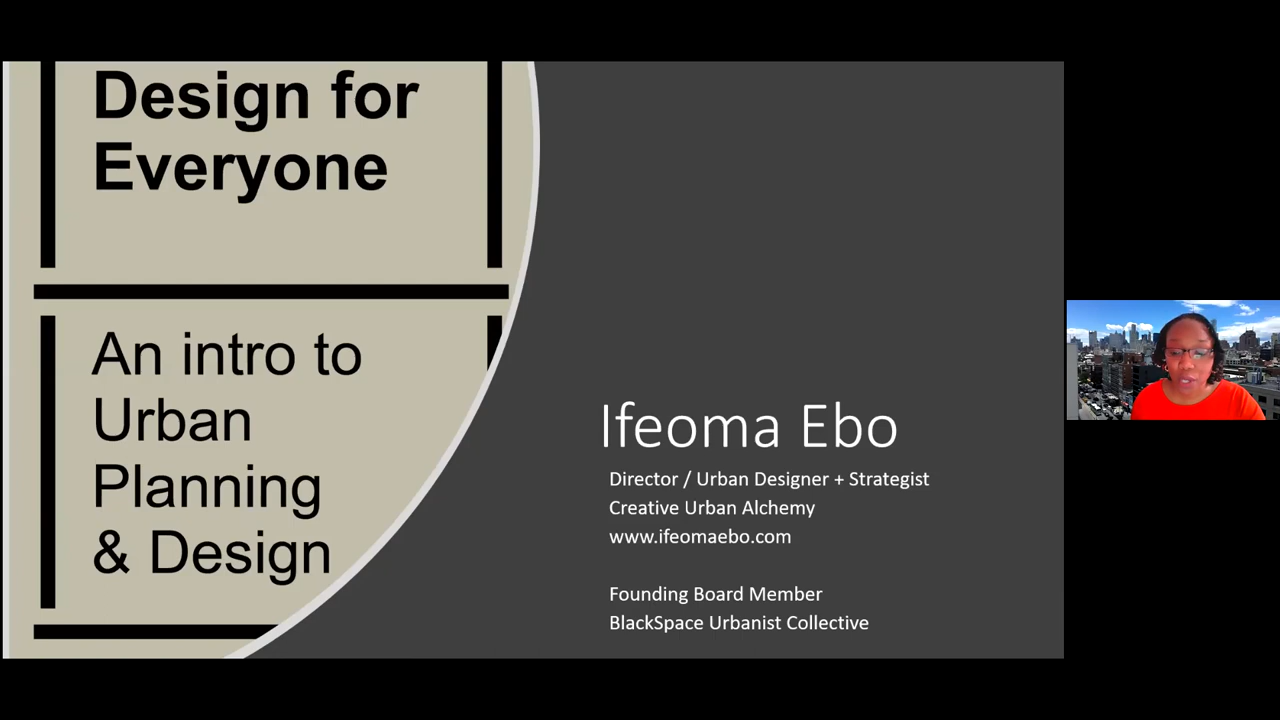 Design for
Everyone
An intro to
Urban
Planning
& Design
Ifeoma Ebo
Director / Urban Designer + Strategist
Creative Urban Alchemy
www.ifeomaebo.com
Founding Board Member
BlackSpace Urbanist Collective